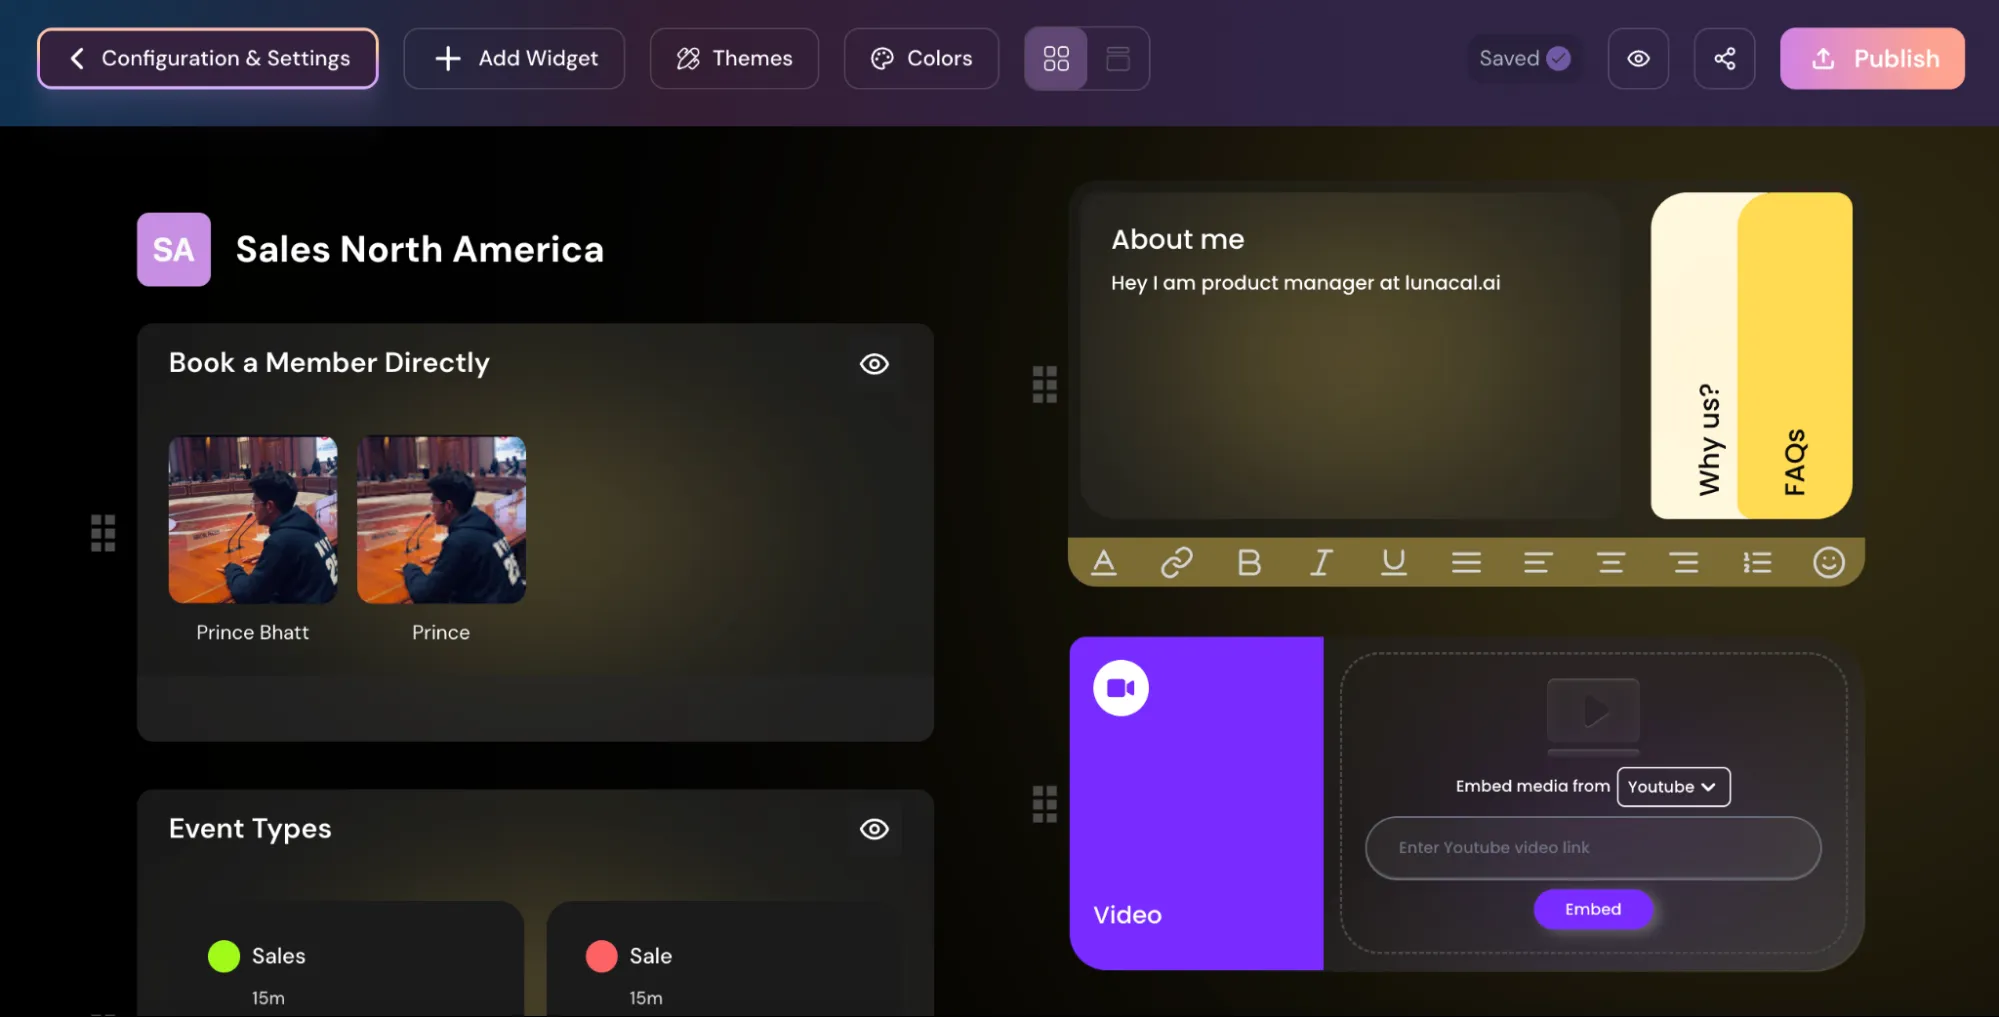 Configuration & Settings
Add Widget
Themes
Colors
Saved
Publish
SA
Sales North America
Book a Member Directly
Prince Bhatt
Prince
Event Types
Sales
15m
Sale
15m
About me
Hey I am product manager at lunacal.ai
Why us?
FAQs
Video
Embed media from Youtube
Enter Youtube video link
Embed